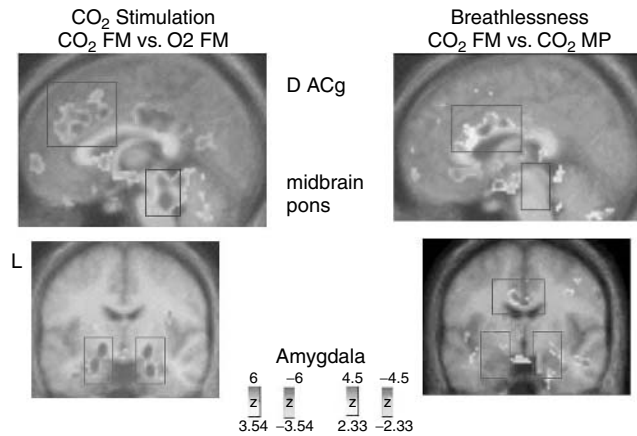 CO₂ Stimulation
CO₂ FM vs. O2 FM
Breathlessness
CO₂ FM vs. CO₂ MP
D ACg
midbrain
pons
L
Amygdala
6 −6 4.5 −4.5
z z z z
3.54 −3.54 2.33 −2.33